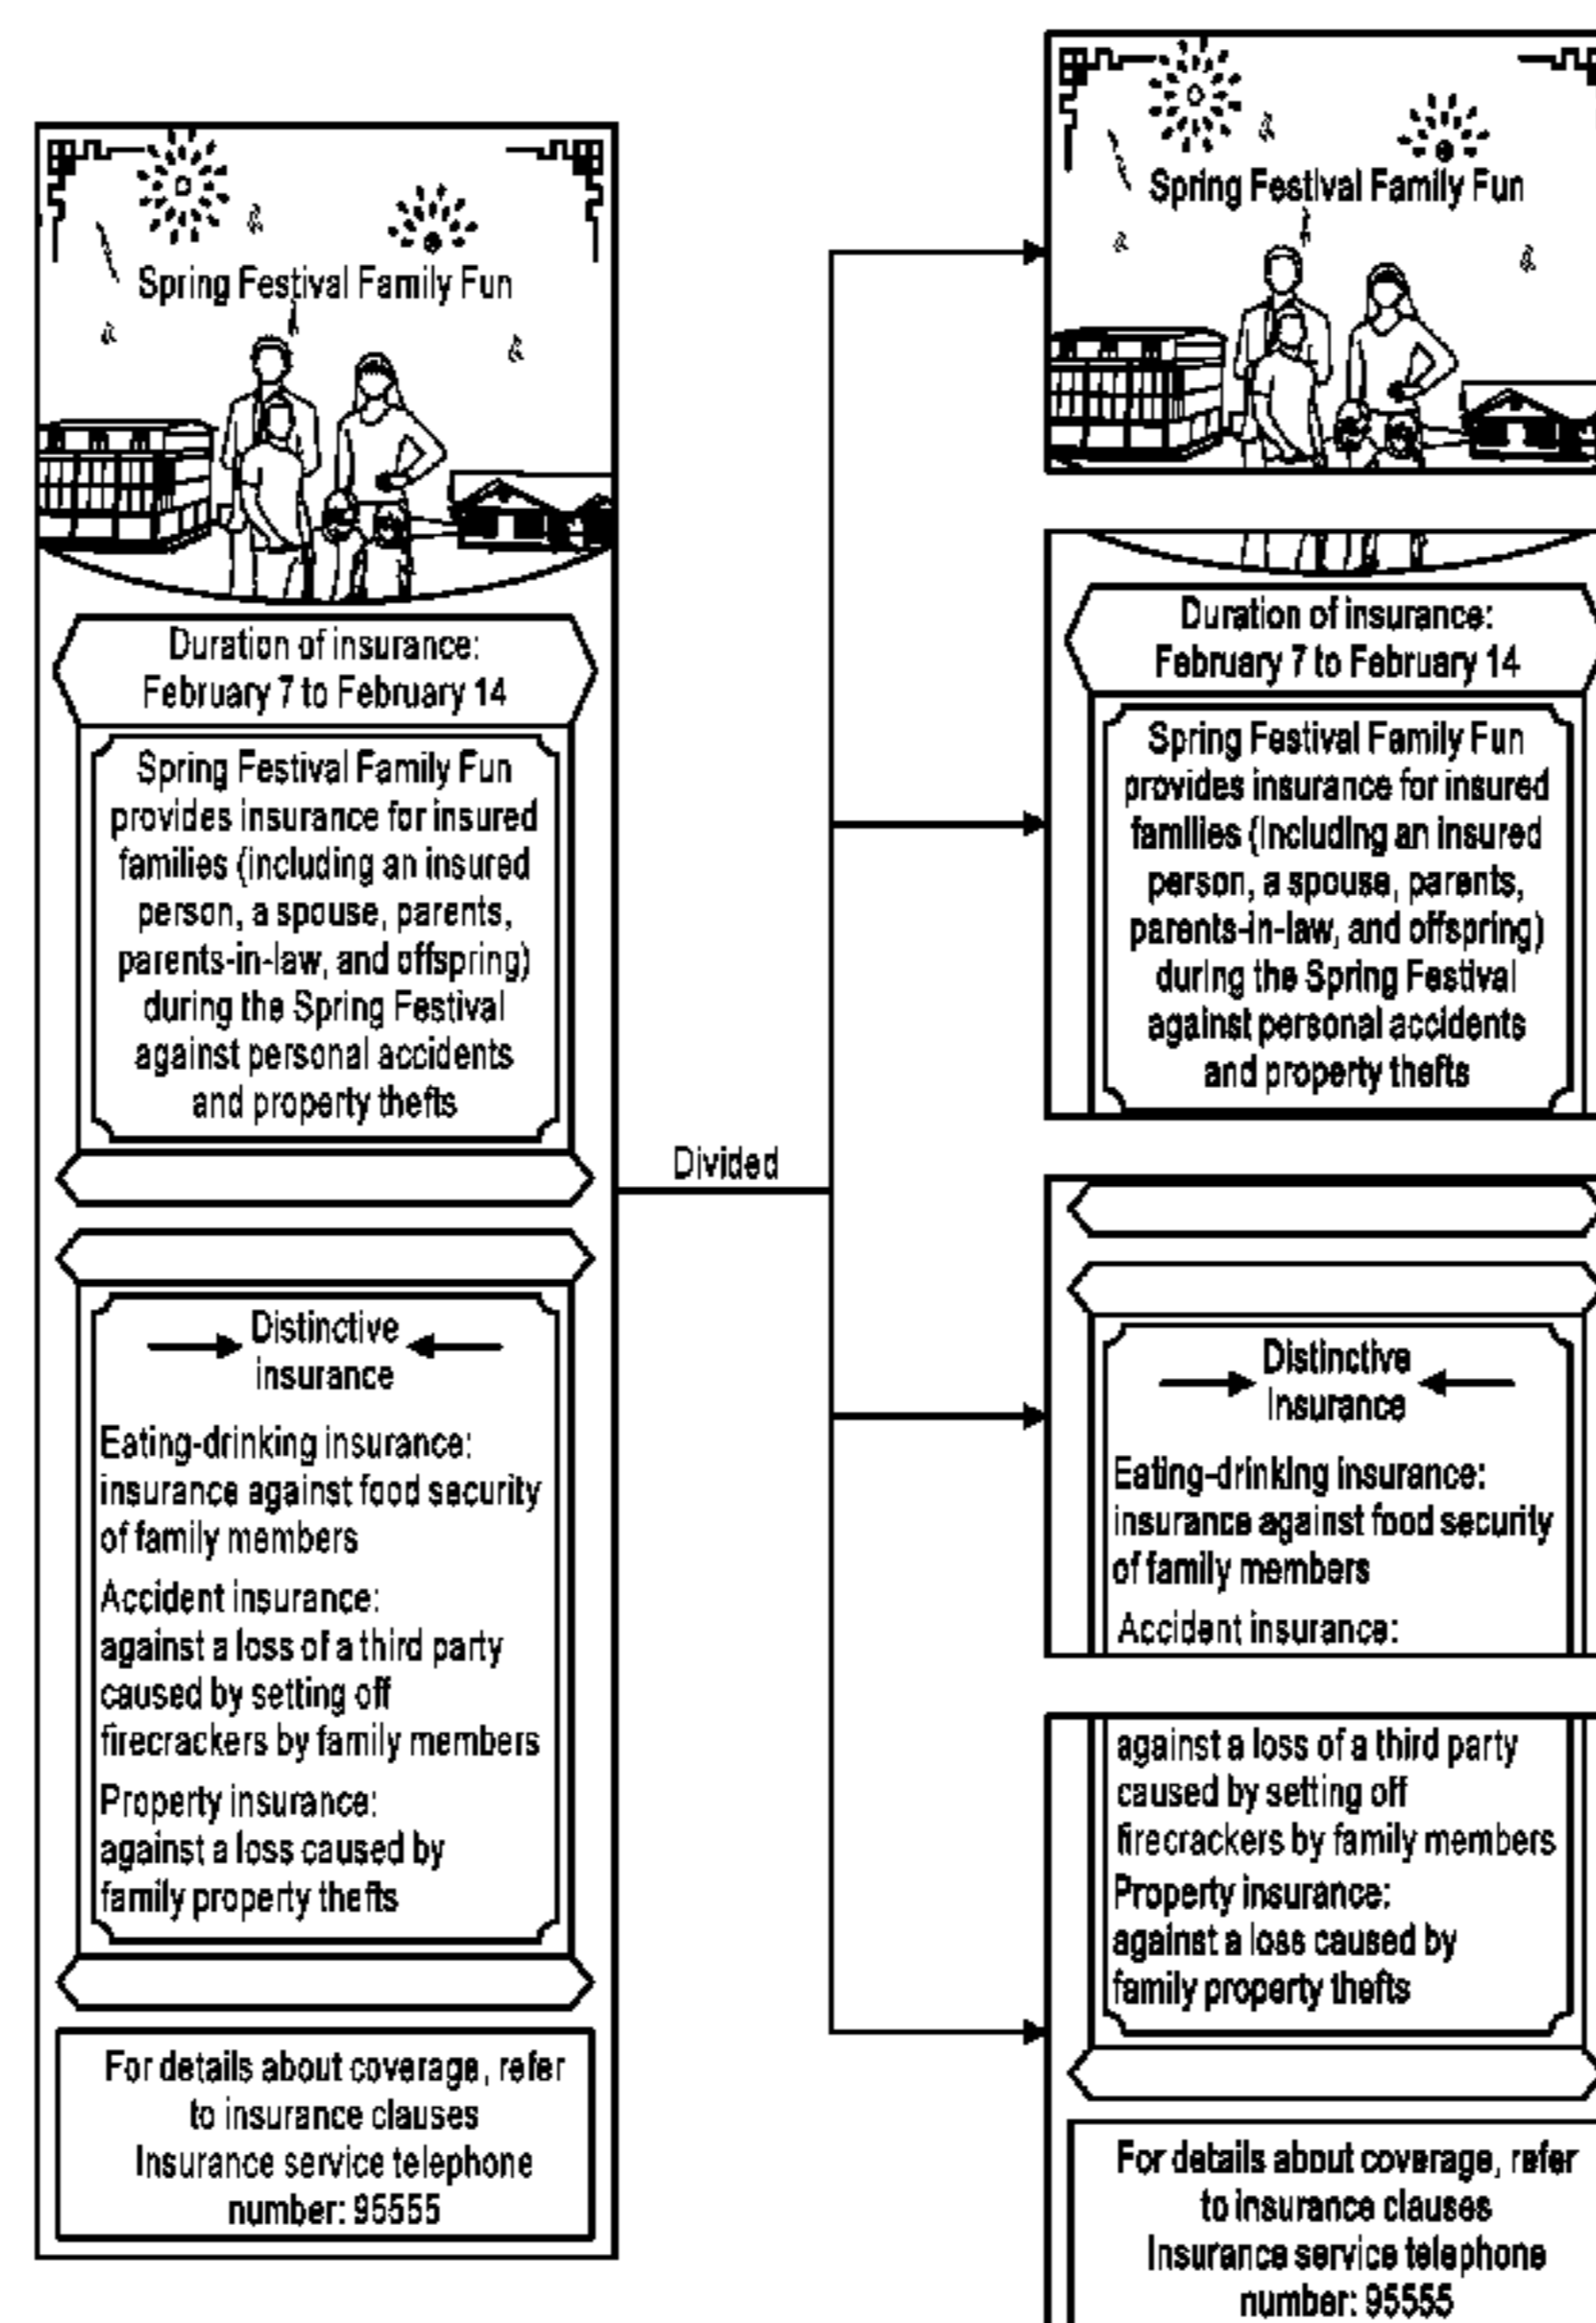 Spring Festival Family Fun
Duration of insurance:
February 7 to February 14
Spring Festival Family Fun
provides insurance for insured
families (including an insured
person, a spouse, parents,
parents-in-law, and offspring)
during the Spring Festival
against personal accidents
and property thefts
Distinctive
insurance
Eating-drinking insurance:
insurance against food security
of family members
Accident insurance:
against a loss of a third party
caused by setting off
firecrackers by family members
Property insurance:
against a loss caused by
family property thefts
For details about coverage, refer
to insurance clauses
Insurance service telephone
number: 95555
Divided
Spring Festival Family Fun
Duration of insurance:
February 7 to February 14
Spring Festival Family Fun
provides insurance for insured
families (including an insured
person, a spouse, parents,
parents-in-law, and offspring)
during the Spring Festival
against personal accidents
and property thefts
Distinctive
insurance
Eating-drinking insurance:
insurance against food security
of family members
Accident insurance:
against a loss of a third party
caused by setting off
firecrackers by family members
Property insurance:
against a loss caused by
family property thefts
For details about coverage, refer
to insurance clauses
Insurance service telephone
number: 95555